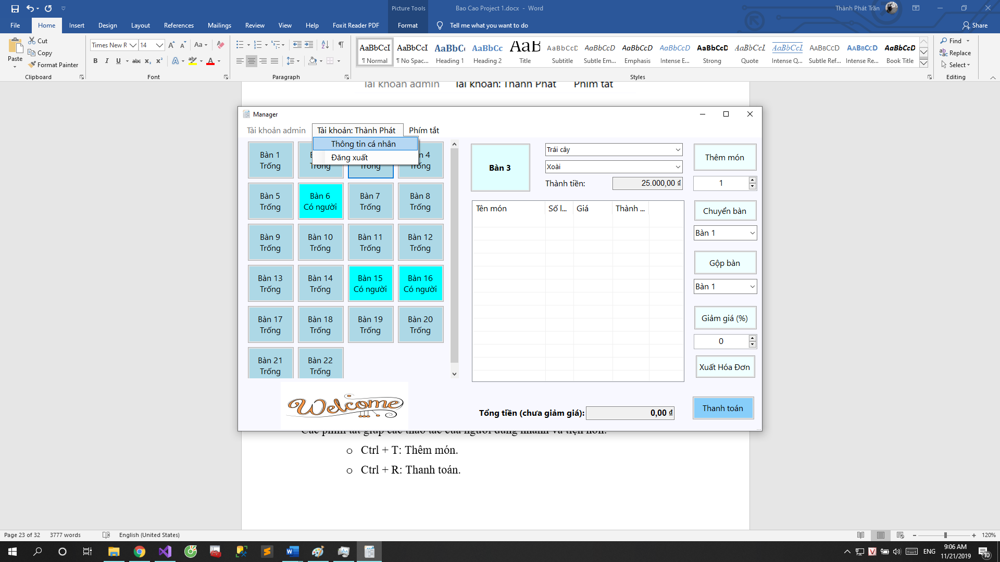 Picture Tools
Bao Cao Project 1.docx - Word
Thành Phát Trần
File Home Insert Design Layout References Mailings Review View Help Foxit Reader PDF Format Tell me what you want to do Share
Paste
Cut
Copy
Format Painter
Clipboard
Times New R 14
Font
Paragraph
AaBbCcI AaBbCcI AaBbCc AaBbCc AaB AaBbCcD AaBbCcD AaBbCcD AaBbCcD AaBbCcD AaBbCcL AaBbCcL AaBbCcD AaBbCcD AaBbCcD
¶ Normal ¶ No Spac... Heading 1 Heading 2 Title Subtitle Subtle Em... Emphasis Intense E... Strong Quote Intense Q... Subtle Ref... Intense Re... Book Title
Styles
Find
Replace
Select
Editing
Tài khoản admin Tài khoản: Thành Phát Phím tắt
Manager
Tài khoản admin Tài khoản: Thành Phát Phím tắt
Thông tin cá nhân
Đăng xuất
Bàn 1
Trống
Trống
Trống
n 4
Trống
Bàn 5
Trống
Bàn 6
Có người
Bàn 7
Trống
Bàn 8
Trống
Bàn 9
Trống
Bàn 10
Trống
Bàn 11
Trống
Bàn 12
Trống
Bàn 13
Trống
Bàn 14
Trống
Bàn 15
Có người
Bàn 16
Có người
Bàn 17
Trống
Bàn 18
Trống
Bàn 19
Trống
Bàn 20
Trống
Bàn 21
Trống
Bàn 22
Trống
Welcome
Bàn 3
Trái cây
Xoài
Thành tiền: 25.000,00 ₫
Tên món Số l... Giá Thành ...
Tổng tiền (chưa giảm giá): 0,00 ₫
Thêm món
1
Chuyển bàn
Bàn 1
Gộp bàn
Bàn 1
Giảm giá (%)
0
Xuất Hóa Đơn
Thanh toán
Các phím tắt giúp các thao tác của người dùng nhanh và tiện hơn.
o Ctrl + T: Thêm món.
o Ctrl + R: Thanh toán.
Page 23 of 32 3777 words English (United States) 120%
ENG
9:06 AM
11/21/2019
10